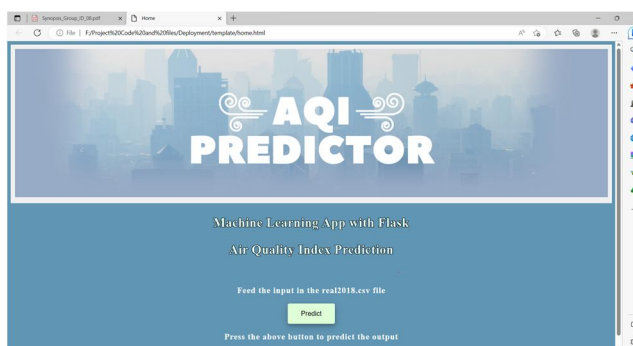 Synopsis_Group_ID_08.pdf
Home
File
F:/Project%20Code%20and%20files/Deployment/template/home.html
AQI
PREDICTOR
Machine Learning App with Flask
Air Quality Index Prediction
Feed the input in the real2018.csv file
Predict
Press the above button to predict the output